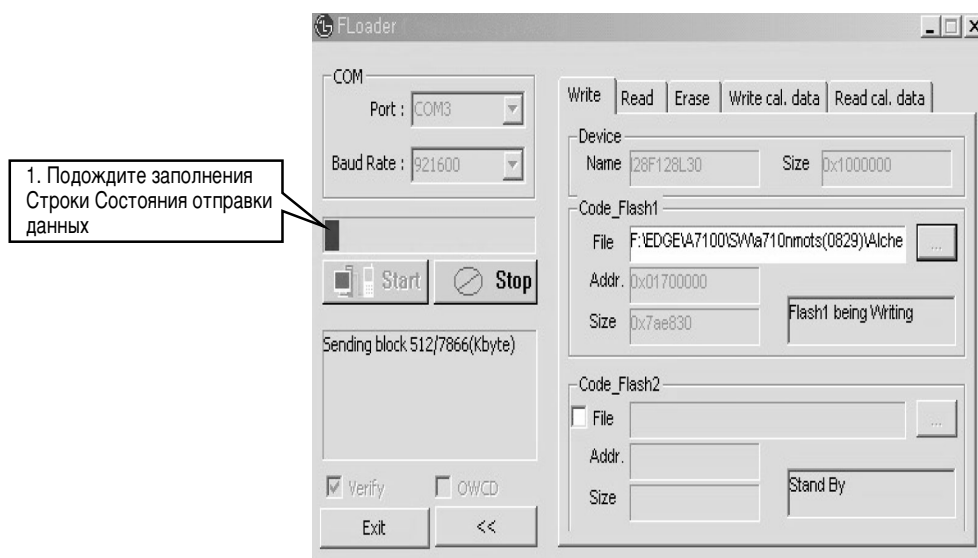 FLoader
1. Подождите заполнения
Строки Состояния отправки
данных
COM
Port : COM3
Baud Rate : 921600
Start
Stop
Sending block 512/7866(Kbyte)
Verify
OWCD
Exit
<<
Write
Read
Erase
Write cal. data
Read cal. data
Device
Name I28F128L30
Size 0x1000000
Code_Flash1
File F:\EDGE\A7100\SW\a710nmots(0829)\Alche
...
Addr. 0x01700000
Size 0x7ae830
Flash1 being Writing
Code_Flash2
File
...
Addr.
Size
Stand By